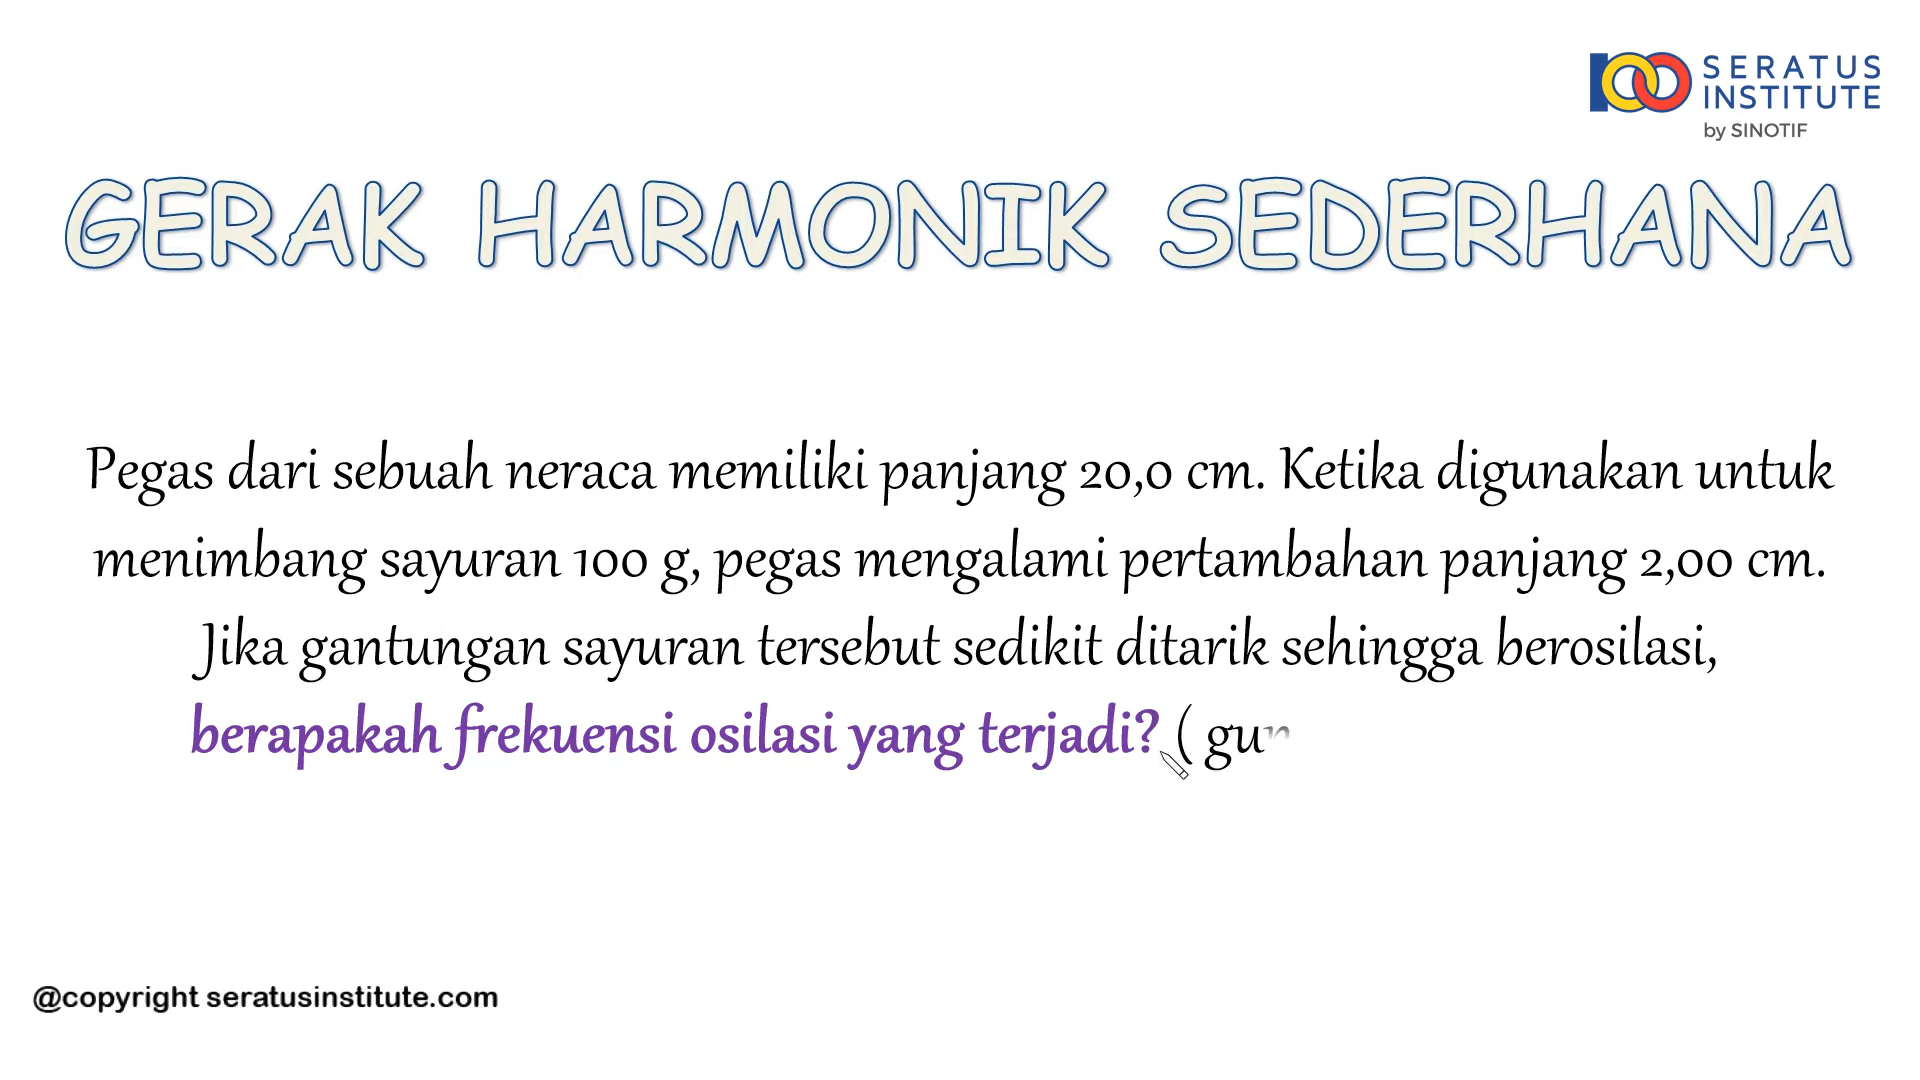 SERATUS
INSTITUTE
by SINOTIF
GERAK HARMONIK SEDERHANA
Pegas dari sebuah neraca memiliki panjang 20,0 cm. Ketika digunakan untuk
menimbang sayuran 100 g, pegas mengalami pertambahan panjang 2,00 cm.
Jika gantungan sayuran tersebut sedikit ditarik sehingga berosilasi,
berapakah frekuensi osilasi yang terjadi? ( gun
@copyright seratusinstitute.com